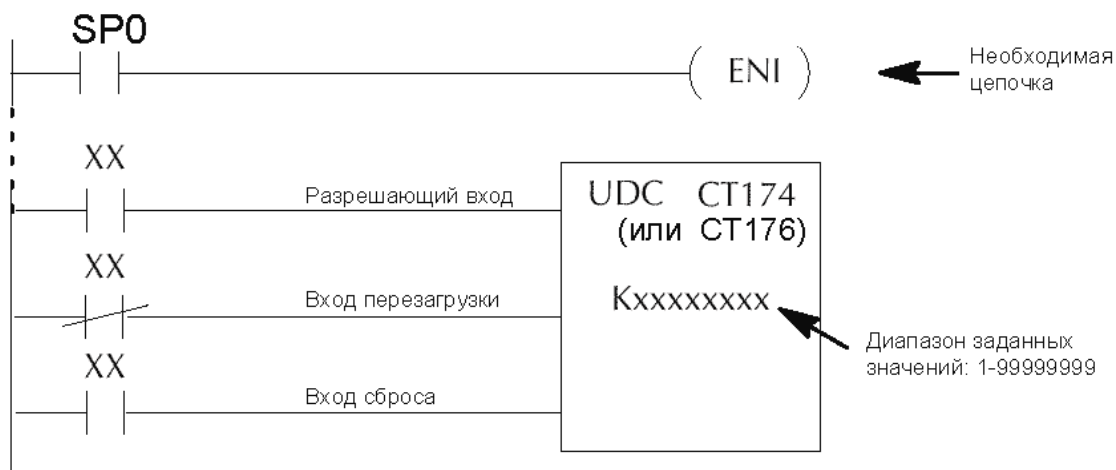 SP0
ENI
Необходимая
цепочка
XX
Разрешающий вход
UDC CT174
(или CT176)
XX
Вход перезагрузки
Kxxxxxxxx
Диапазон заданных
значений: 1-99999999
XX
Вход сброса